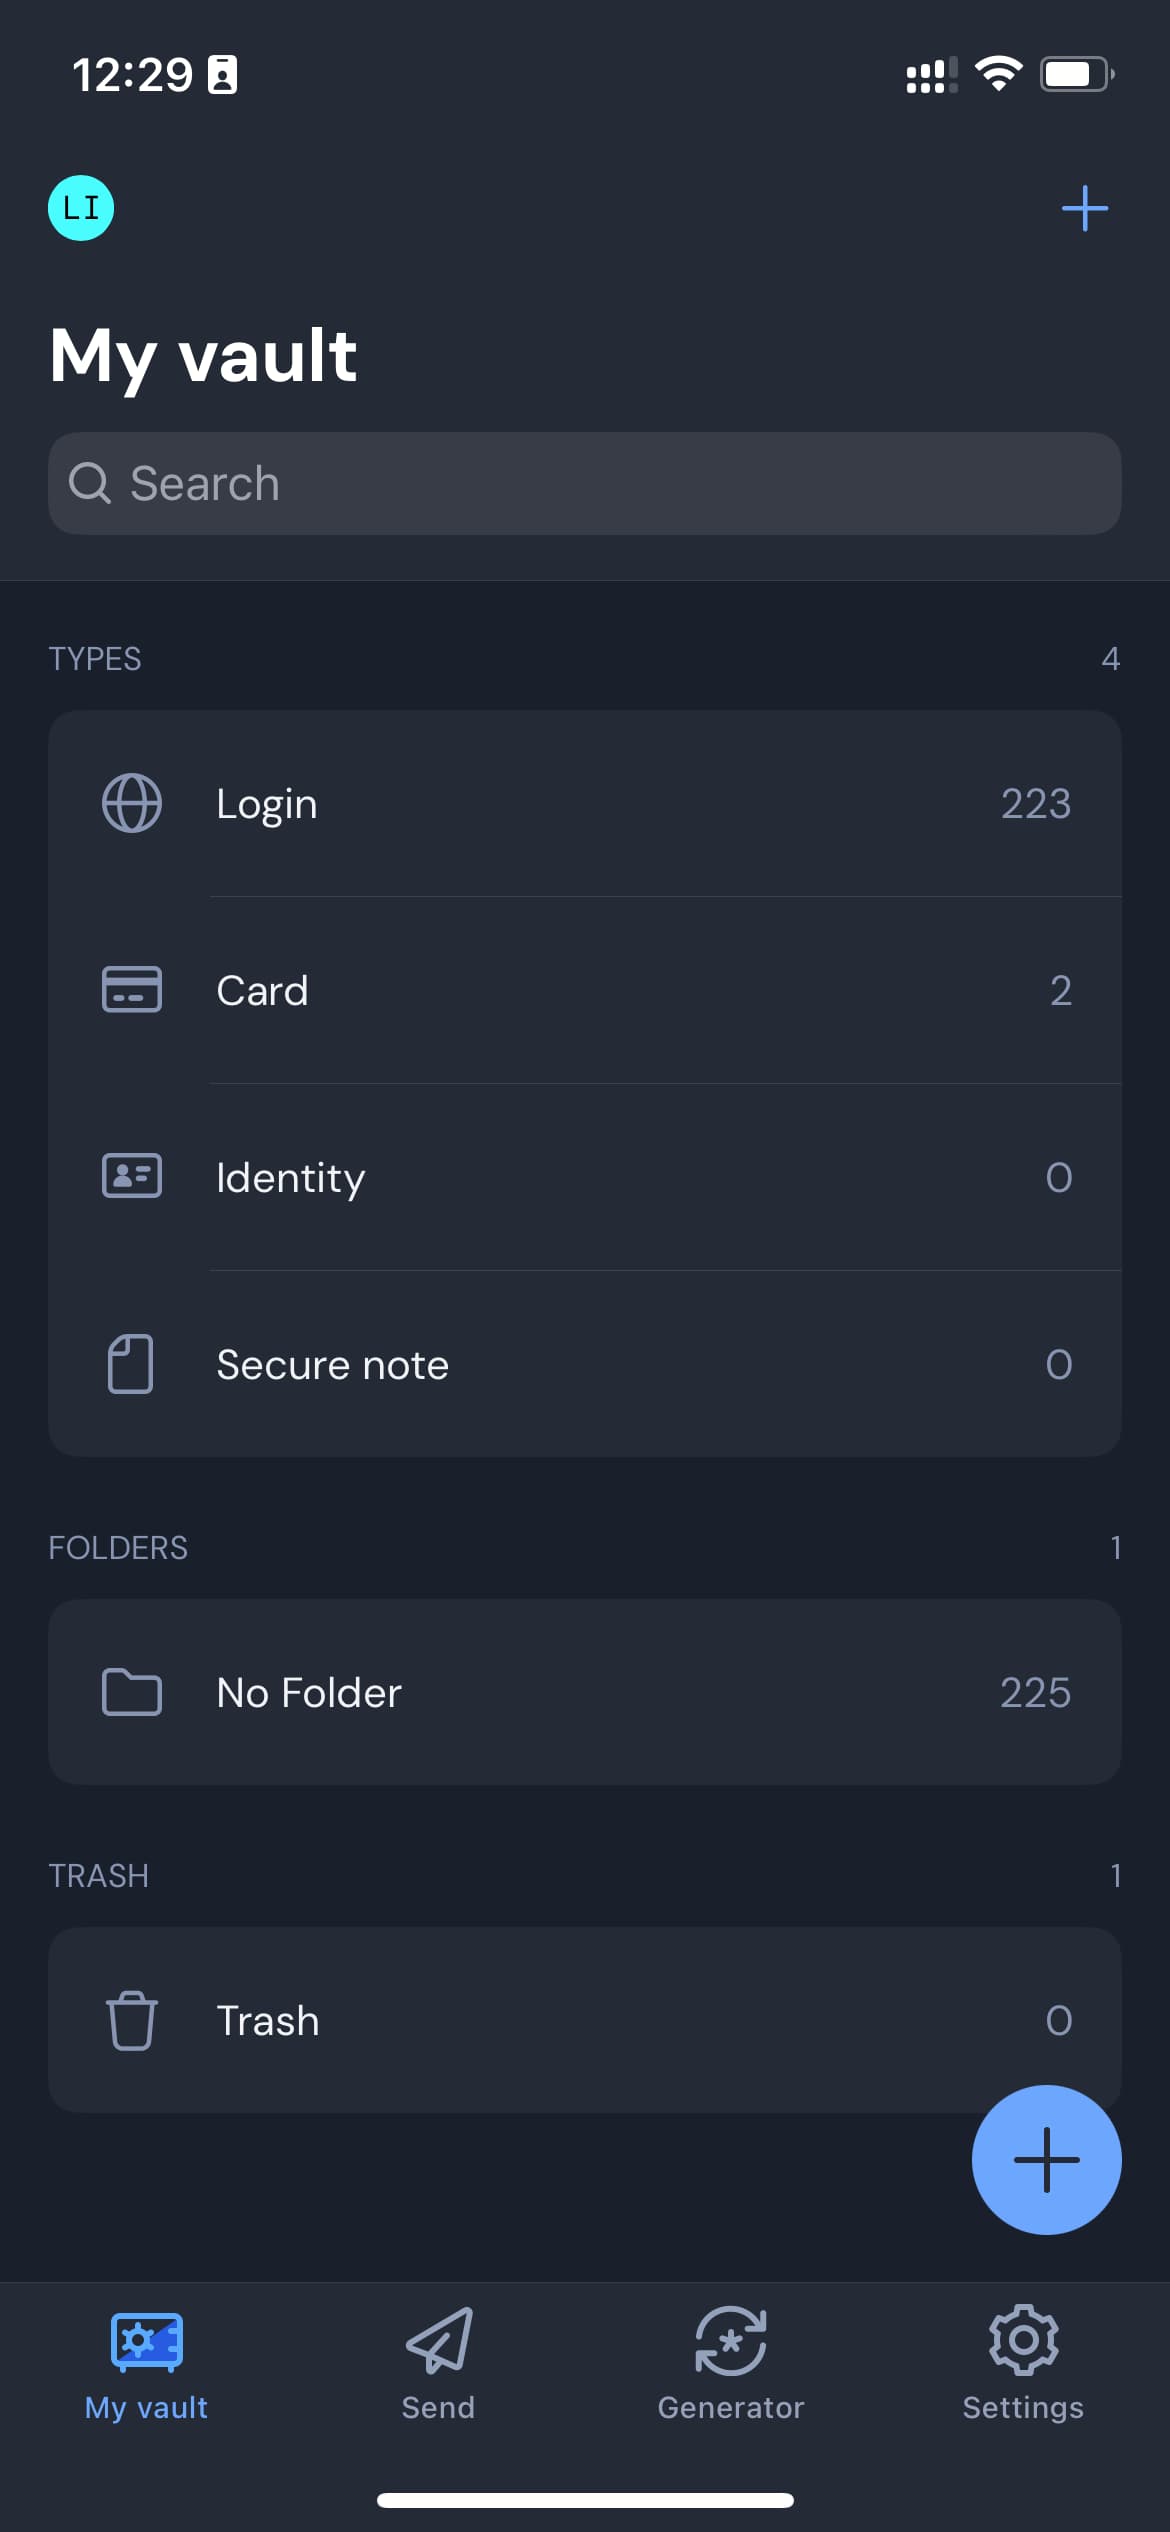 12:29
LI
My vault
Search
TYPES 4
Login 223
Card 2
Identity 0
Secure note 0
FOLDERS 1
No Folder 225
TRASH 1
Trash 0
My vault Send Generator Settings